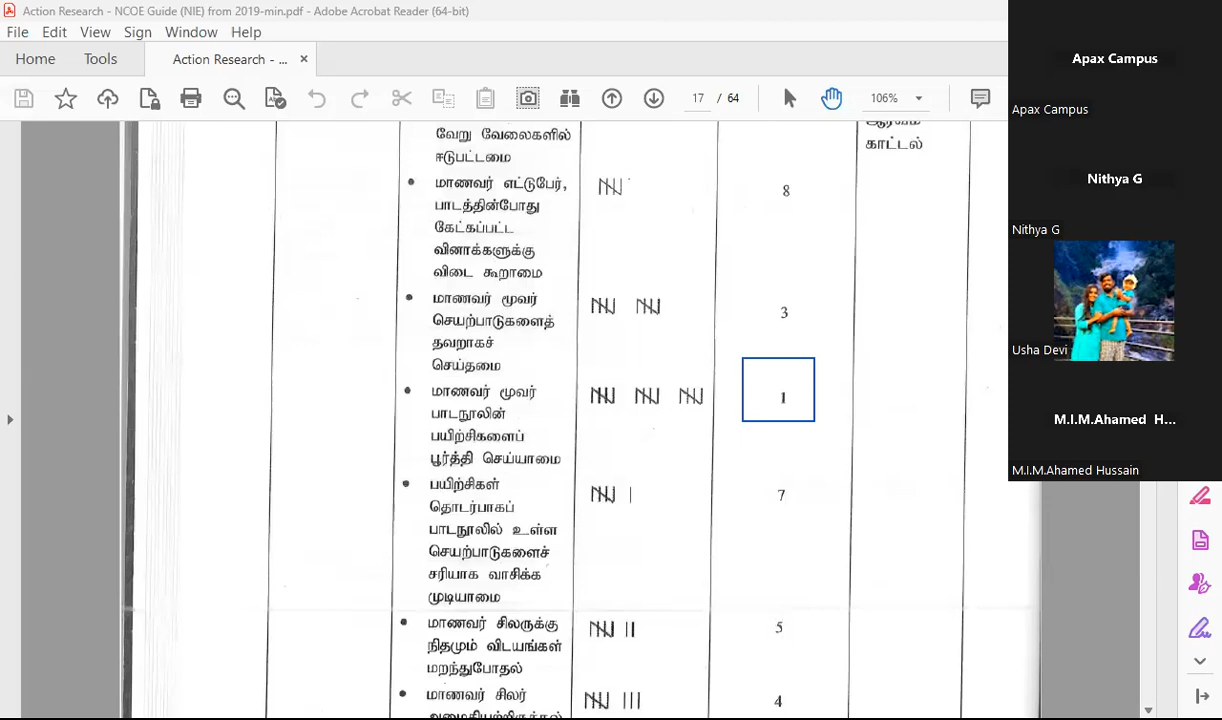 Action Research - NCOE Guide (NIE) from 2019-min.pdf - Adobe Acrobat Reader (64-bit)
File Edit View Sign Window Help
Home Tools Action Research - ... ×
17 / 64 106%
வேறு வேலைகளில்
ஈடுபட்டமை
• மாணவர் எட்டுபேர்,
பாடத்தின்போது
கேட்கப்பட்ட
வினாக்களுக்கு
விடை கூறாமை
8
• மாணவர் மூவர்
செயற்பாடுகளைத்
தவறாகச்
செய்தமை
3
• மாணவர் மூவர்
பாடநூலின்
பயிற்சிகளைப்
பூர்த்தி செய்யாமை
1
• பயிற்சிகள்
தொடர்பாகப்
பாடநூலில் உள்ள
செயற்பாடுகளைச்
சரியாக வாசிக்க
முடியாமை
7
• மாணவர் சிலருக்கு
நிதமும் விடயங்கள்
மறந்துபோதல்
5
• மாணவர் சிலர்
4
காட்டல்
Apax Campus
Apax Campus
Nithya G
Nithya G
Usha Devi
M.I.M.Ahamed H...
M.I.M.Ahamed Hussain